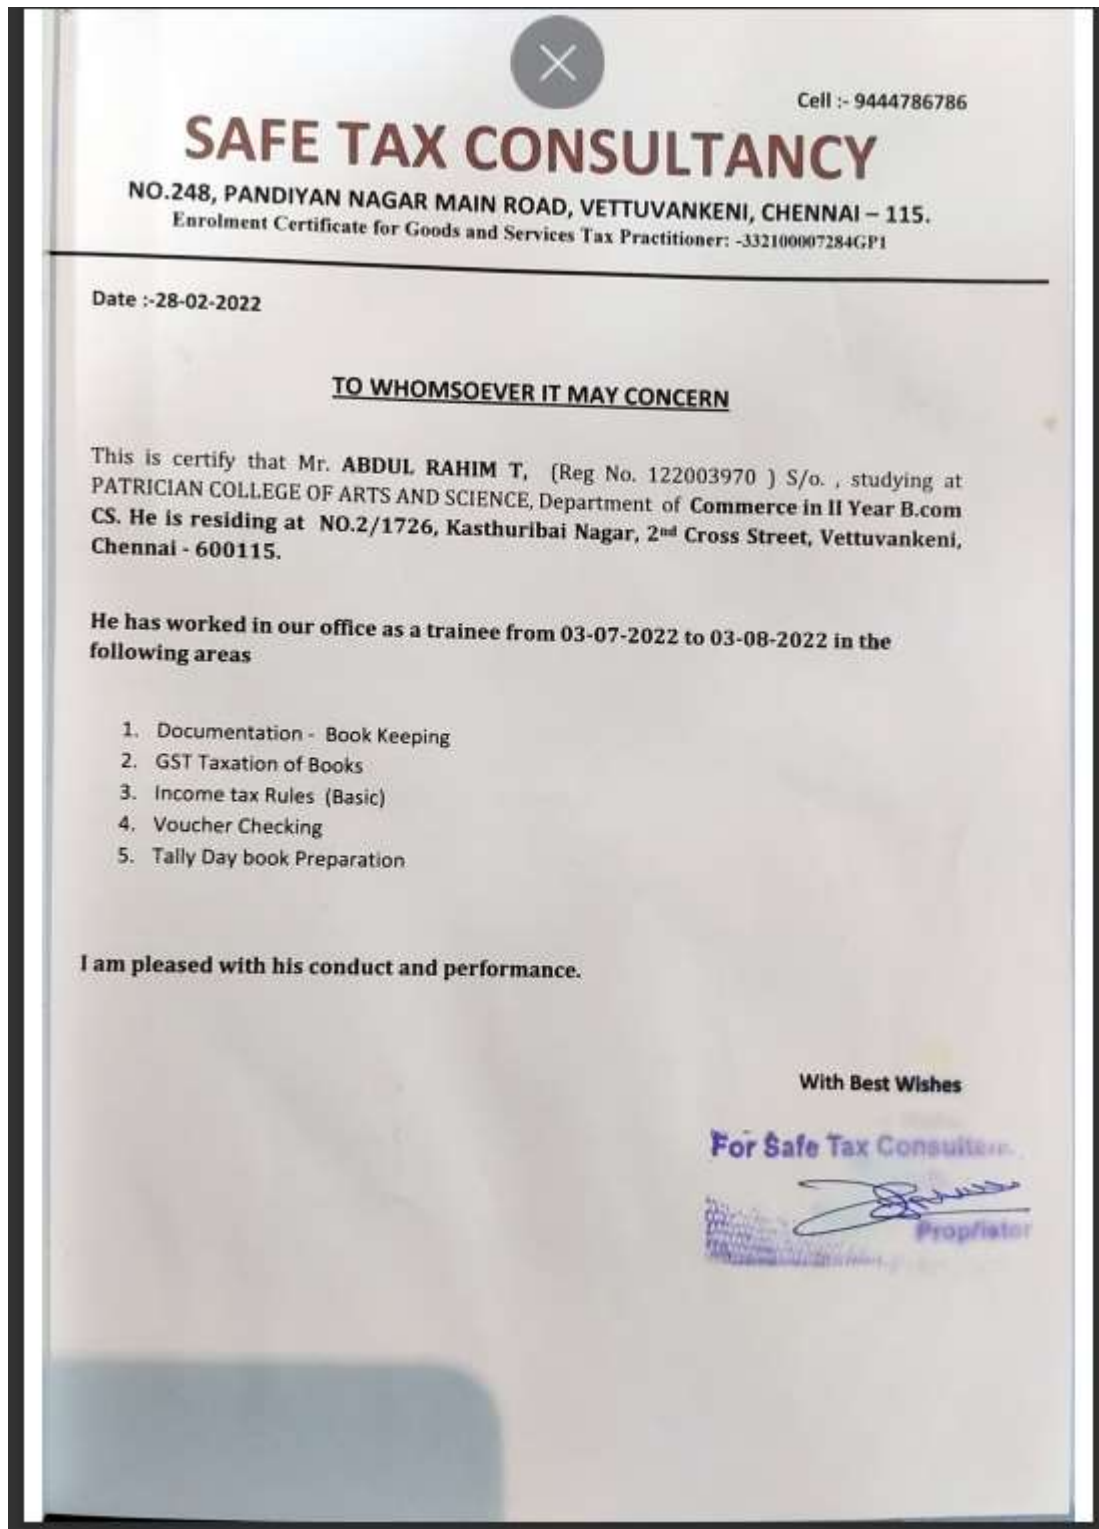 Cell :- 9444786786
SAFE TAX CONSULTANCY
NO.248, PANDIYAN NAGAR MAIN ROAD, VETTUVANKENI, CHENNAI – 115.
Enrolment Certificate for Goods and Services Tax Practitioner: -332100007284GP1
Date :-28-02-2022
TO WHOMSOEVER IT MAY CONCERN
This is certify that Mr. ABDUL RAHIM T, (Reg No. 122003970 ) S/o. , studying at
PATRICIAN COLLEGE OF ARTS AND SCIENCE, Department of Commerce in II Year B.com
CS. He is residing at NO.2/1726, Kasthuribai Nagar, 2nd Cross Street, Vettuvankeni,
Chennai - 600115.
He has worked in our office as a trainee from 03-07-2022 to 03-08-2022 in the
following areas
1. Documentation - Book Keeping
2. GST Taxation of Books
3. Income tax Rules (Basic)
4. Voucher Checking
5. Tally Day book Preparation
I am pleased with his conduct and performance.
With Best Wishes
For Safe Tax
Proprietor